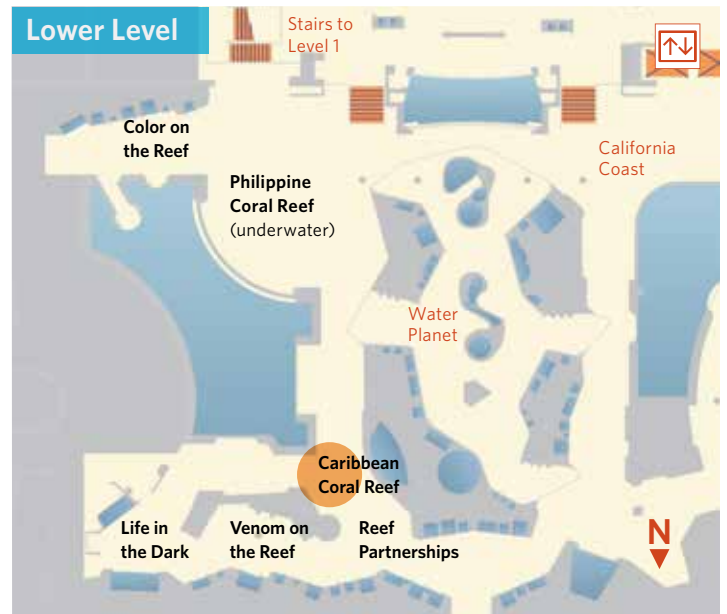 Lower Level
Stairs to
Level 1
Color on
the Reef
California
Coast
Philippine
Coral Reef
(underwater)
Water
Planet
Caribbean
Coral Reef
Life in
the Dark
Venom on
the Reef
Reef
Partnerships
N